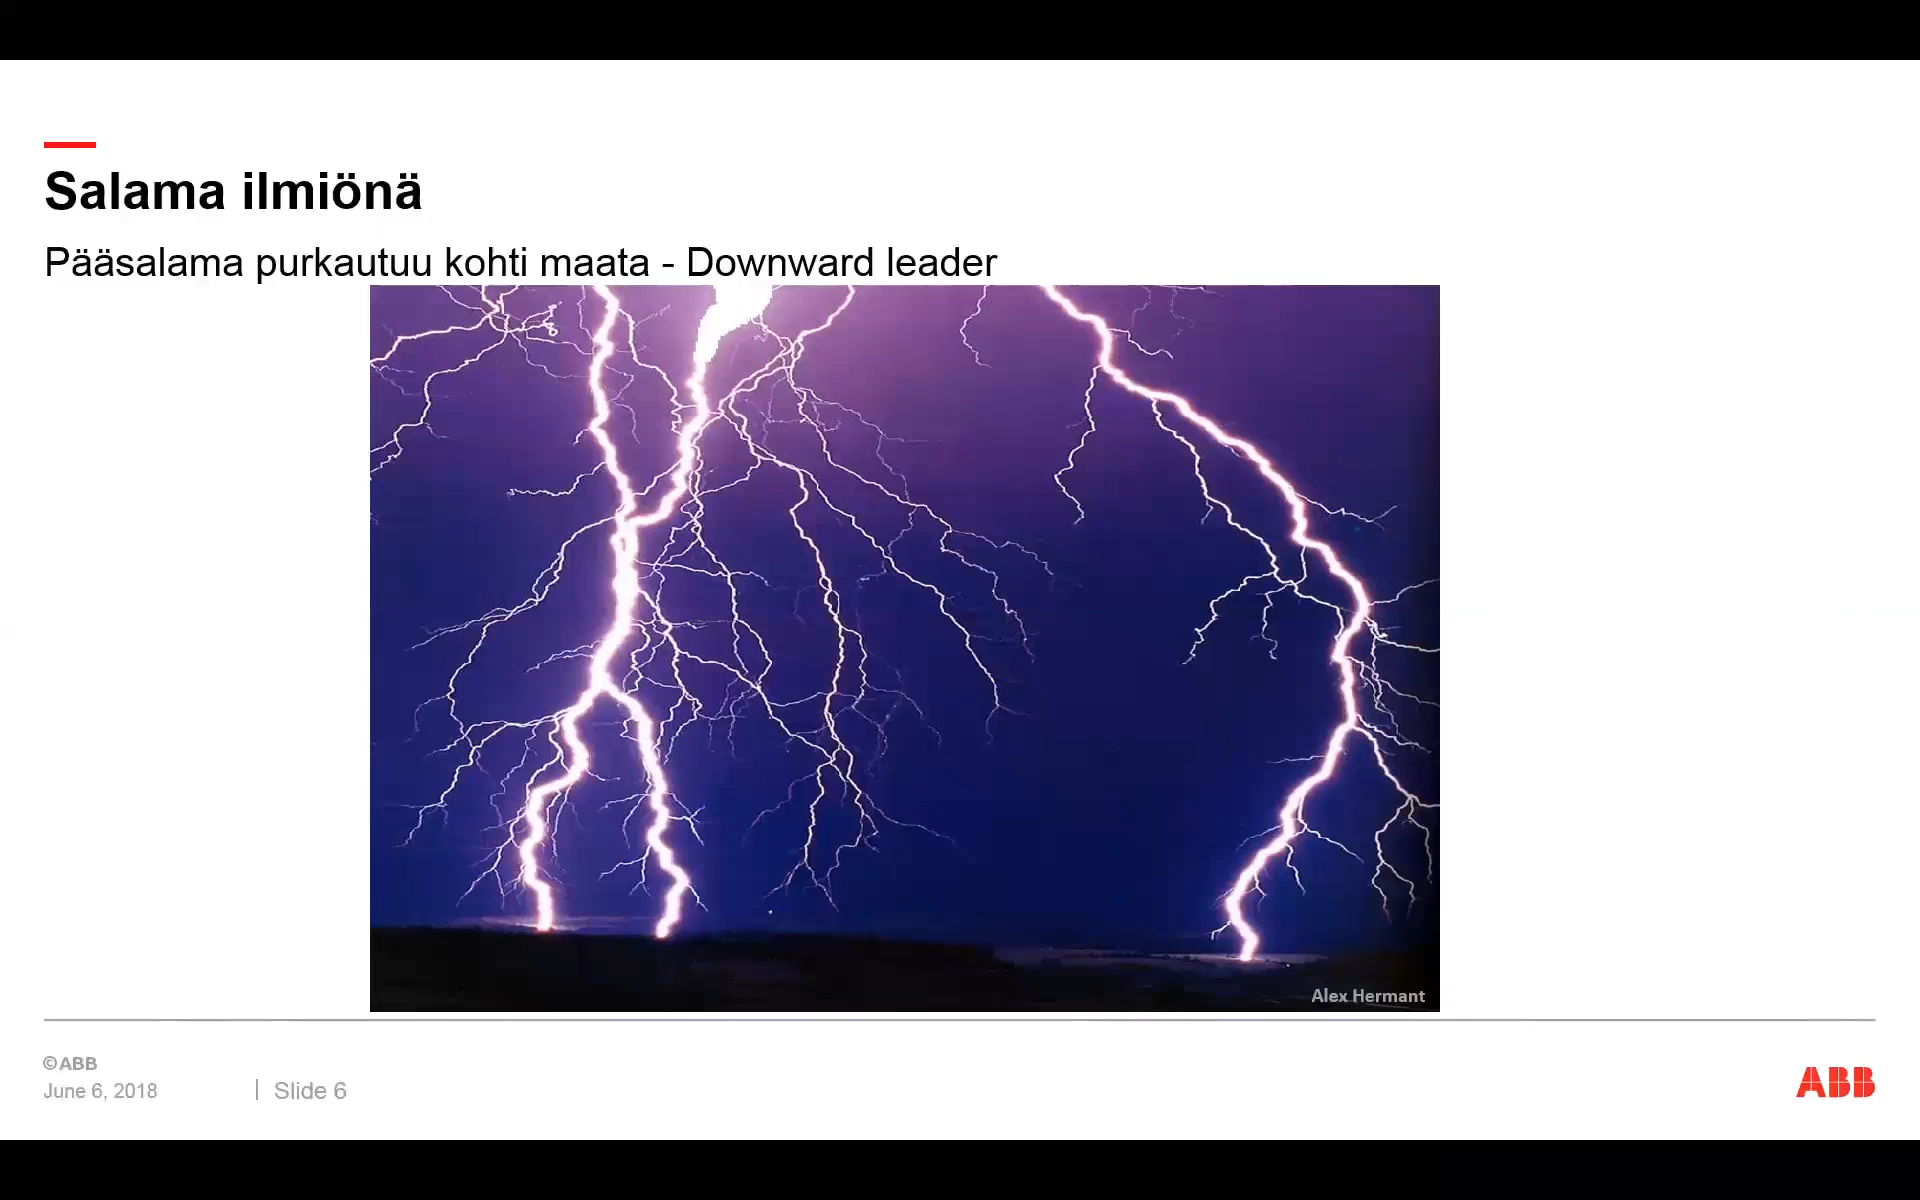 Salama ilmiönä
Pääsalama purkautuu kohti maata - Downward leader
Alex Hermant
©ABB
June 6, 2018
Slide 6
ABB